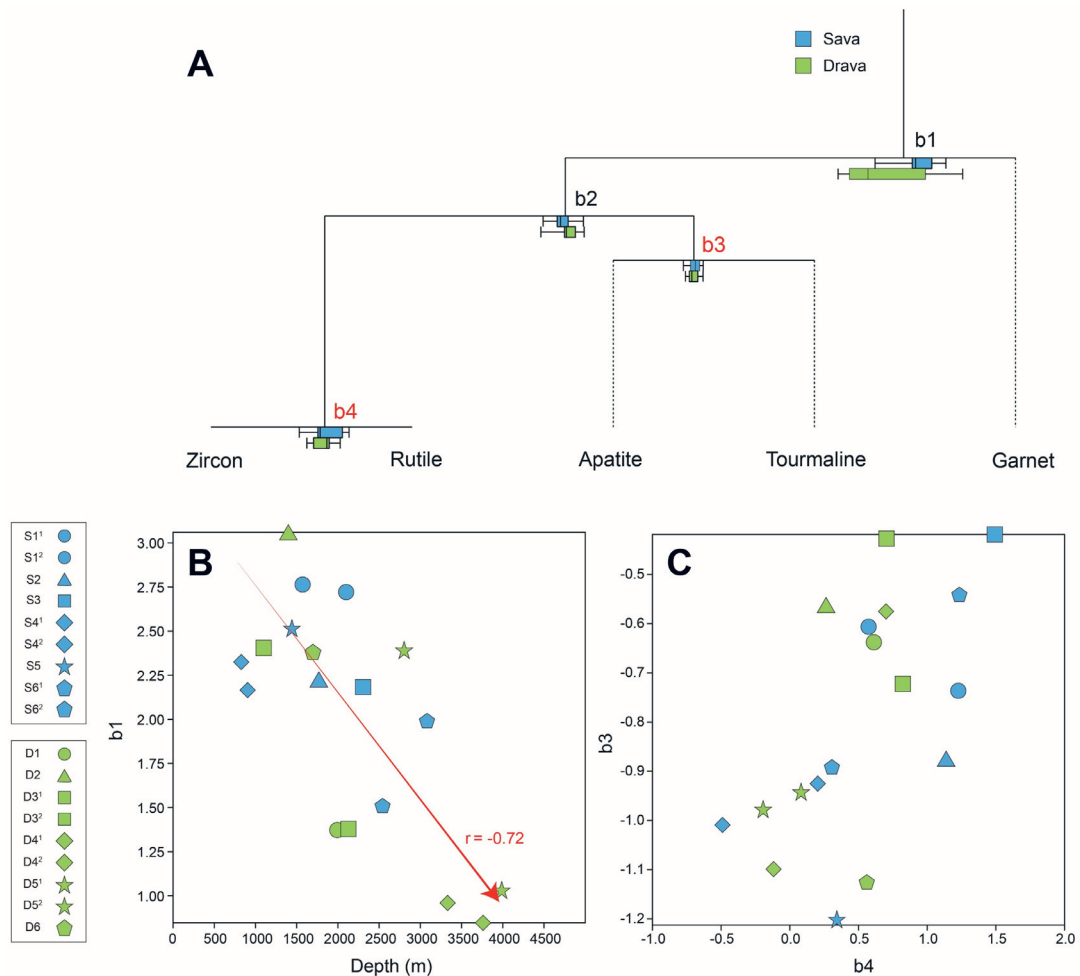 A
Sava
Drava
b1
b2
b3
b4
Zircon
Rutile
Apatite
Tourmaline
Garnet
S1¹
S1²
S2
S3
S4¹
S4²
S5
S6¹
S6²
D1
D2
D3¹
D3²
D4¹
D4²
D5¹
D5²
D6
B
b1
3.00
2.75
2.50
2.25
2.00
1.75
1.50
1.25
1.00
r= -0.72
0 500 1000 1500 2000 2500 3000 3500 4000 4500
Depth (m)
C
b3
-0.5
-0.6
-0.7
-0.8
-0.9
-1.0
-1.1
-1.2
-1.0 -0.5 0.0 0.5 1.0 1.5 2.0
b4